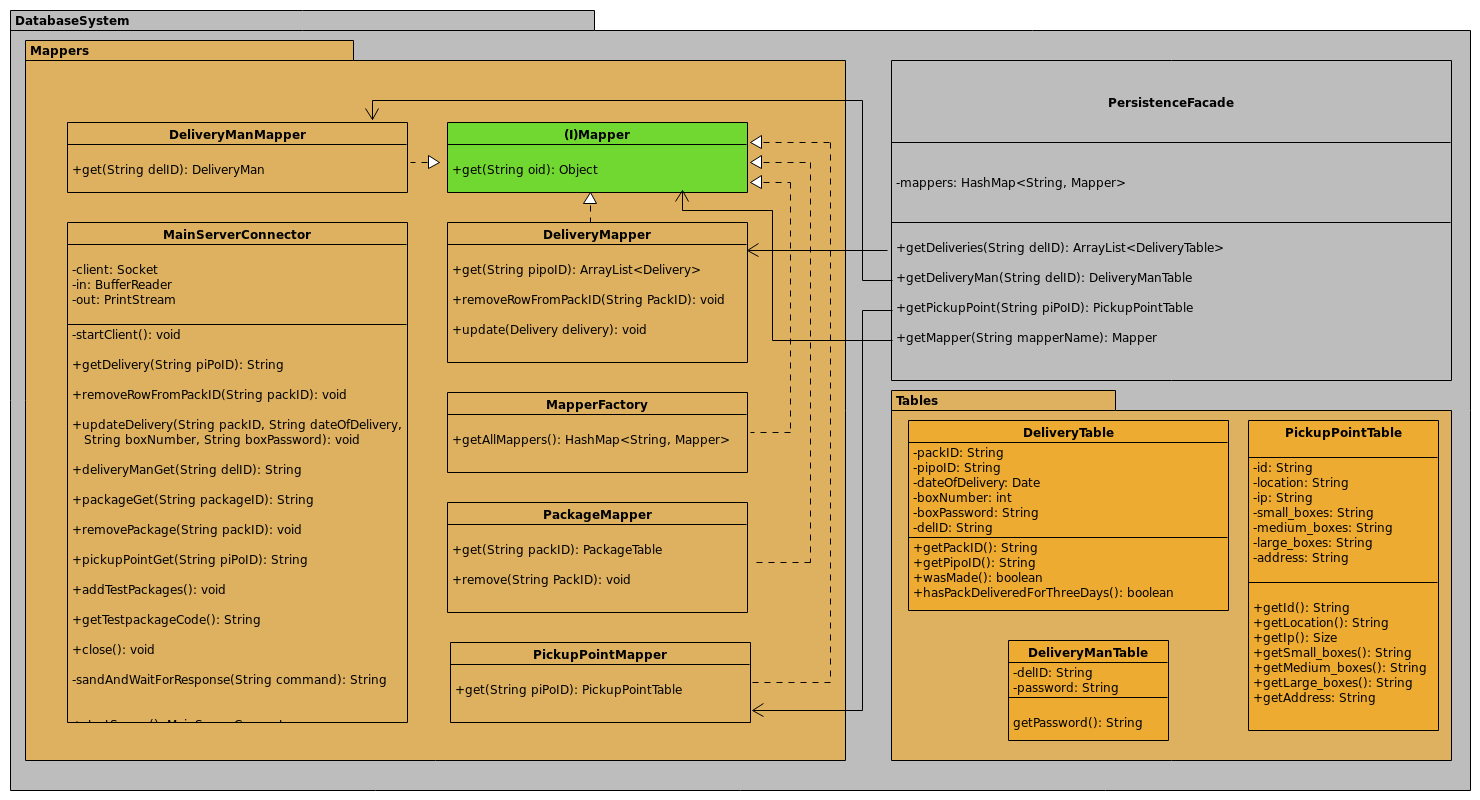 DatabaseSystem
Mappers
DeliveryManMapper
+get(String delID): DeliveryMan
(I)Mapper
+get(String oid): Object
MainServerConnector
-client: Socket
-in: BufferReader
-out: PrintStream
-startClient(): void
+getDelivery(String piPoID): String
+removeRowFromPackID(String packID): void
+updateDelivery(String packID, String dateOfDelivery,
String boxNumber, String boxPassword): void
+deliveryManGet(String delID): String
+packageGet(String packageID): String
+removePackage(String packID): void
+pickupPointGet(String piPoID): String
+addTestPackages(): void
+getTestpackageCode(): String
+close(): void
-sandAndWaitForResponse(String command): String
DeliveryMapper
+get(String pipoID): ArrayList<Delivery>
+removeRowFromPackID(String PackID): void
+update(Delivery delivery): void
MapperFactory
+getAllMappers(): HashMap<String, Mapper>
PackageMapper
+get(String packID): PackageTable
+remove(String PackID): void
PickupPointMapper
+get(String piPoID): PickupPointTable
PersistenceFacade
-mappers: HashMap<String, Mapper>
+getDeliveries(String delID): ArrayList<DeliveryTable>
+getDeliveryMan(String delID): DeliveryManTable
+getPickupPoint(String piPoID): PickupPointTable
+getMapper(String mapperName): Mapper
Tables
DeliveryTable
-packID: String
-pipoID: String
-dateOfDelivery: Date
-boxNumber: int
-boxPassword: String
-delID: String
+getPackID(): String
+getPipoID(): String
+wasMade(): boolean
+hasPackDeliveredForThreeDays(): boolean
DeliveryManTable
-delID: String
-password: String
getPassword(): String
PickupPointTable
-id: String
-location: String
-ip: String
-small_boxes: String
-medium_boxes: String
-large_boxes: String
-address: String
+getId(): String
+getLocation(): String
+getIp(): Size
+getSmall_boxes(): String
+getMedium_boxes(): String
+getLarge_boxes(): String
+getAddress: String